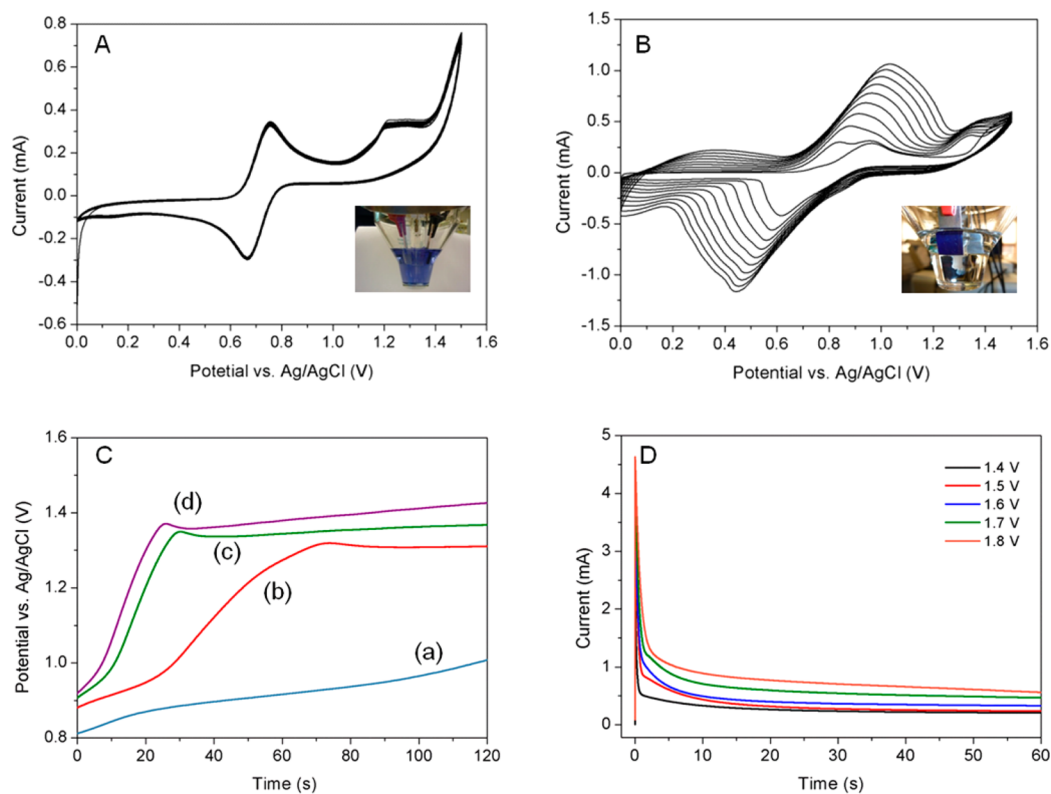 A
Current (mA)
0.8
0.6
0.4
0.2
0.0
-0.2
-0.4
-0.6
0.0 0.2 0.4 0.6 0.8 1.0 1.2 1.4 1.6
Potetial vs. Ag/AgCl (V)
B
Current (mA)
1.5
1.0
0.5
0.0
-0.5
-1.0
-1.5
0.0 0.2 0.4 0.6 0.8 1.0 1.2 1.4 1.6
Potential vs. Ag/AgCl (V)
C
Potential vs. Ag/AgCl (V)
1.6
1.4
1.2
1.0
0.8
(d)
(c)
(b)
(a)
0 20 40 60 80 100 120
Time (s)
D
Current (mA)
5
4
3
2
1
0
1.4 V
1.5 V
1.6 V
1.7 V
1.8 V
0 10 20 30 40 50 60
Time (s)